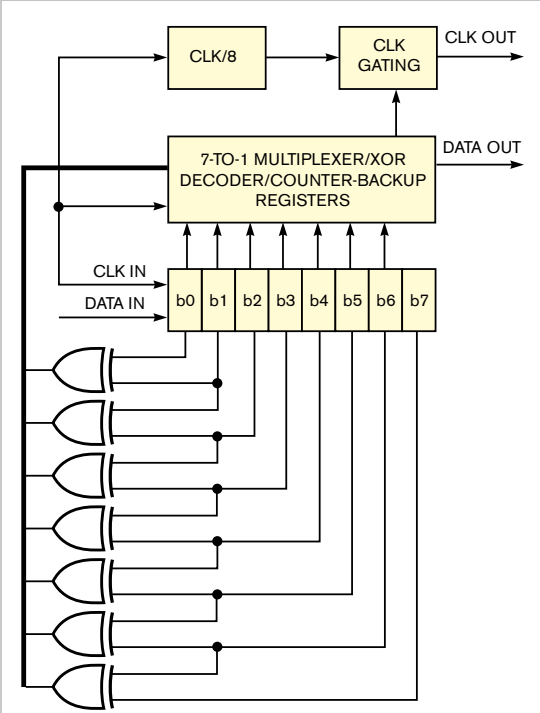 CLK/8
CLK
GATING
CLK OUT
7-TO-1 MULTIPLEXER/XOR
DECODER/COUNTER-BACKUP
REGISTERS
DATA OUT
CLK IN
DATA IN
b0 b1 b2 b3 b4 b5 b6 b7